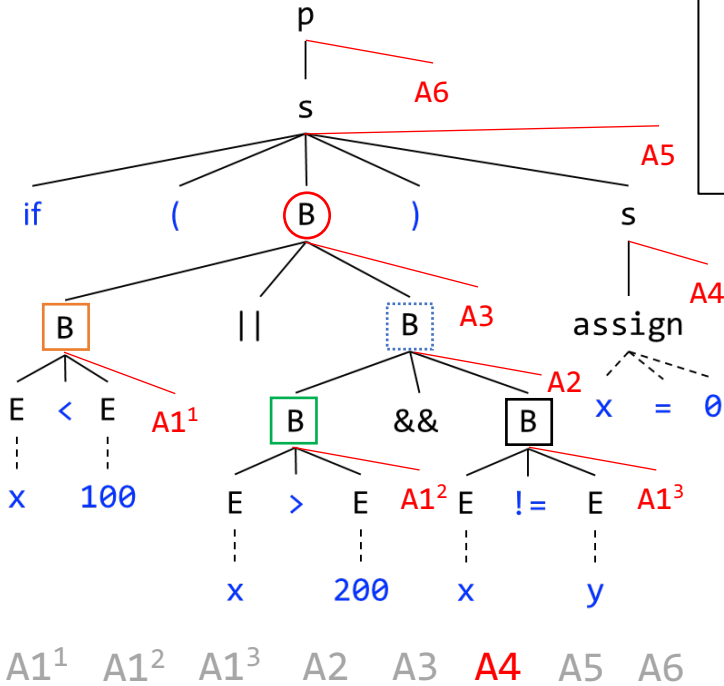 p
A6
s
A5
if ( B ) s
B || B A3 assign A4
E < E A1¹ B && B A2 x = 0
x 100 E > E A1² E != E A1³
x 200 x y
A1¹ A1² A1³ A2 A3 A4 A5 A6